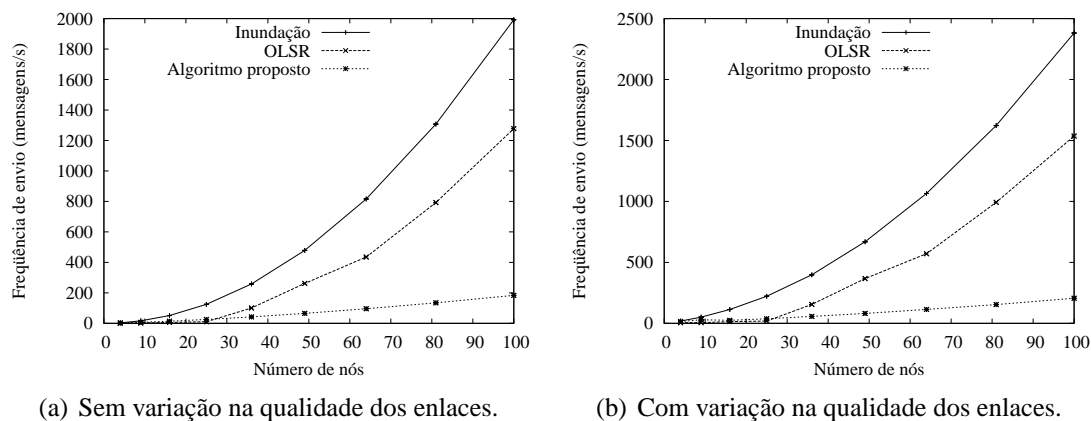 2000
1800
1600
1400
1200
1000
800
600
400
200
0
0 10 20 30 40 50 60 70 80 90 100
Freqüência de envio (mensagens/s)
Número de nós
Inundação
OLSR
Algoritmo proposto
(a) Sem variação na qualidade dos enlaces.
2500
2000
1500
1000
500
0
0 10 20 30 40 50 60 70 80 90 100
Freqüência de envio (mensagens/s)
Número de nós
Inundação
OLSR
Algoritmo proposto
(b) Com variação na qualidade dos enlaces.